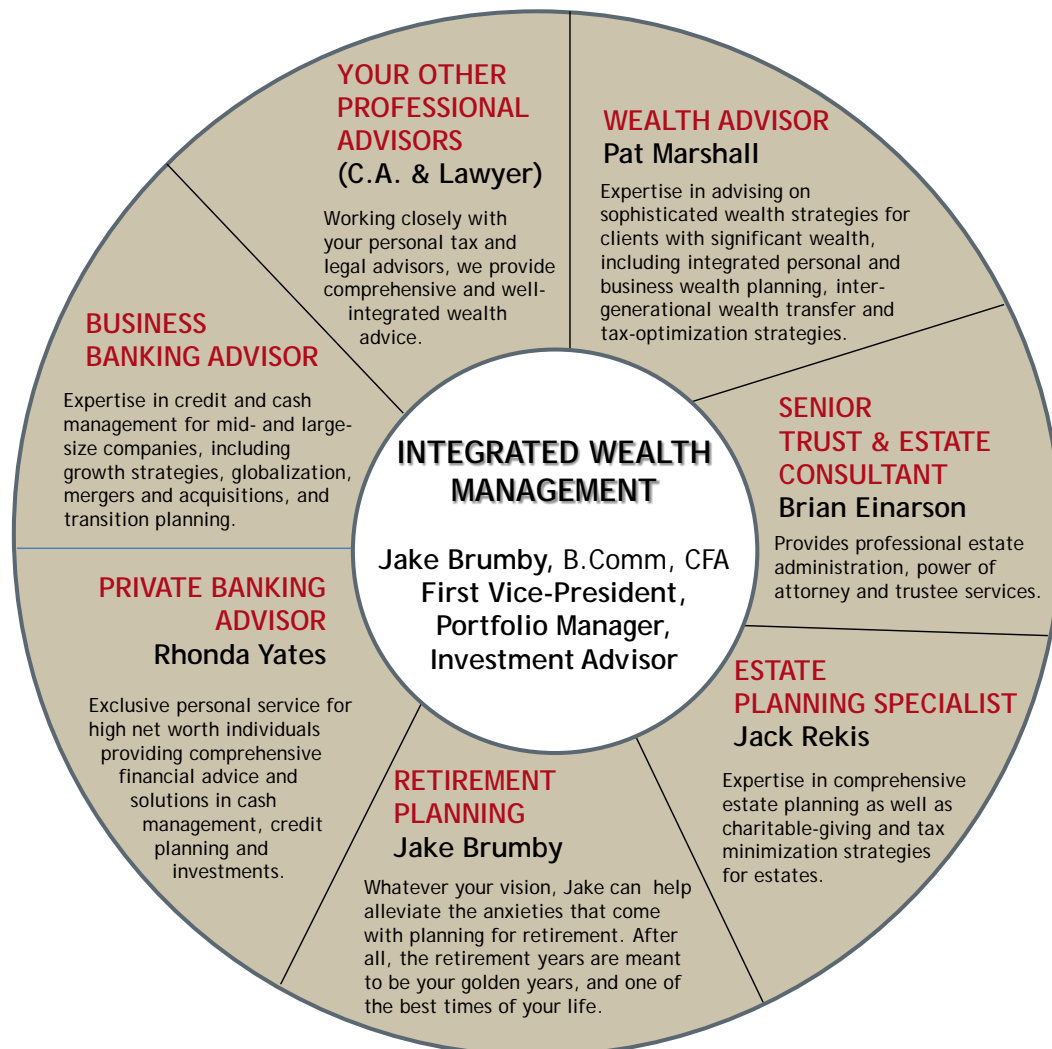 YOUR OTHER
PROFESSIONAL
ADVISORS
(C.A. & Lawyer)
Working closely with
your personal tax and
legal advisors, we provide
comprehensive and well-
integrated wealth
advice.
WEALTH ADVISOR
Pat Marshall
Expertise in advising on
sophisticated wealth strategies for
clients with significant wealth,
including integrated personal and
business wealth planning, inter-
generational wealth transfer and
tax-optimization strategies.
BUSINESS
BANKING ADVISOR
Expertise in credit and cash
management for mid- and large-
size companies, including
growth strategies, globalization,
mergers and acquisitions, and
transition planning.
INTEGRATED WEALTH
MANAGEMENT
Jake Brumby, B.Comm, CFA
First Vice-President,
Portfolio Manager,
Investment Advisor
SENIOR
TRUST & ESTATE
CONSULTANT
Brian Einarson
Provides professional estate
administration, power of
attorney and trustee services.
PRIVATE BANKING
ADVISOR
Rhonda Yates
Exclusive personal service for
high net worth individuals
providing comprehensive
financial advice and
solutions in cash
management, credit
planning and
investments.
RETIREMENT
PLANNING
Jake Brumby
Whatever your vision, Jake can help
alleviate the anxieties that come
with planning for retirement. After
all, the retirement years are meant
to be your golden years, and one of
the best times of your life.
ESTATE
PLANNING SPECIALIST
Jack Rekis
Expertise in comprehensive
estate planning as well as
charitable-giving and tax
minimization strategies
for estates.